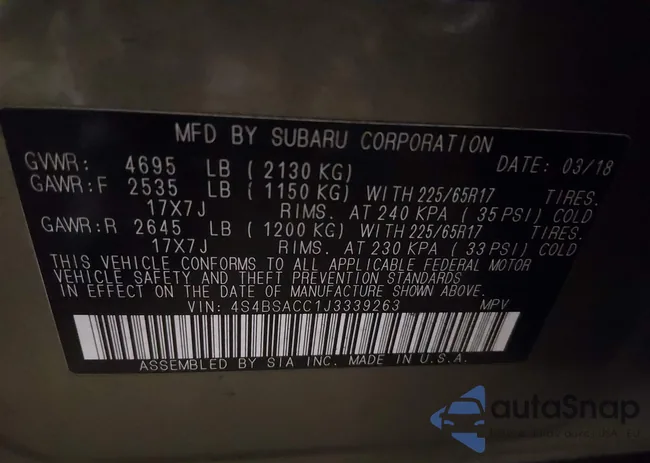 MFD BY SUBARU CORPORATION
GVWR: 4695 LB (2130 KG) DATE: 03/18
GAWR:F 2535 LB (1150 KG) WITH 225/65R17 TIRES.
17X7J RIMS. AT 240 KPA (35 PSI) COLD
GAWR:R 2645 LB (1200 KG) WITH 225/65R17 TIRES.
17X7J RIMS. AT 230 KPA (33 PSI) COLD
THIS VEHICLE CONFORMS TO ALL APPLICABLE FEDERAL MOTOR
VEHICLE SAFETY AND THEFT PREVENTION STANDARDS
IN EFFECT ON THE DATE OF MANUFACTURE SHOWN ABOVE.
VIN: 4S4BSACC1J3339263 MPV
ASSEMBLED BY SIA INC. MADE IN U.S.A.
autaSnap